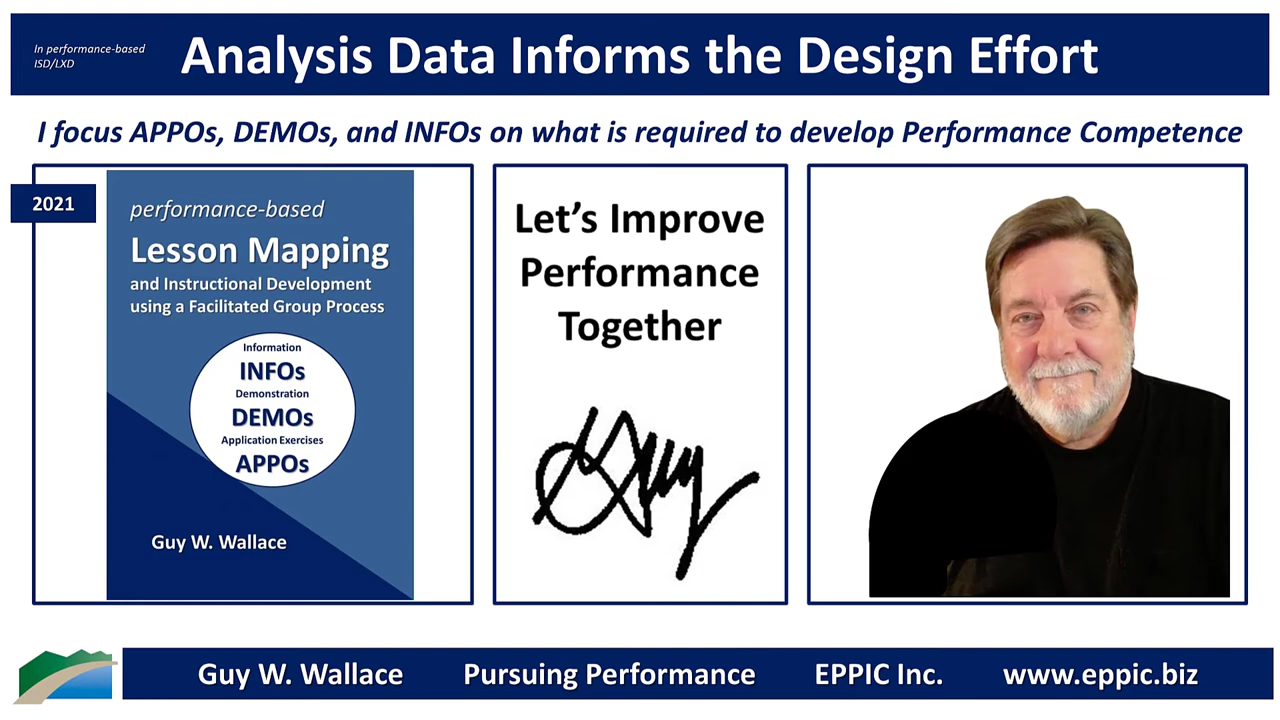 In performance-based
ISD/LXD
Analysis Data Informs the Design Effort
I focus APPOs, DEMOs, and INFOs on what is required to develop Performance Competence
2021
performance-based
Lesson Mapping
and Instructional Development
using a Facilitated Group Process
Information
INFOs
Demonstration
DEMOs
Application Exercises
APPOs
Guy W. Wallace
Let’s Improve
Performance
Together
Guy
Guy W. Wallace Pursuing Performance EPPIC Inc. www.eppic.biz